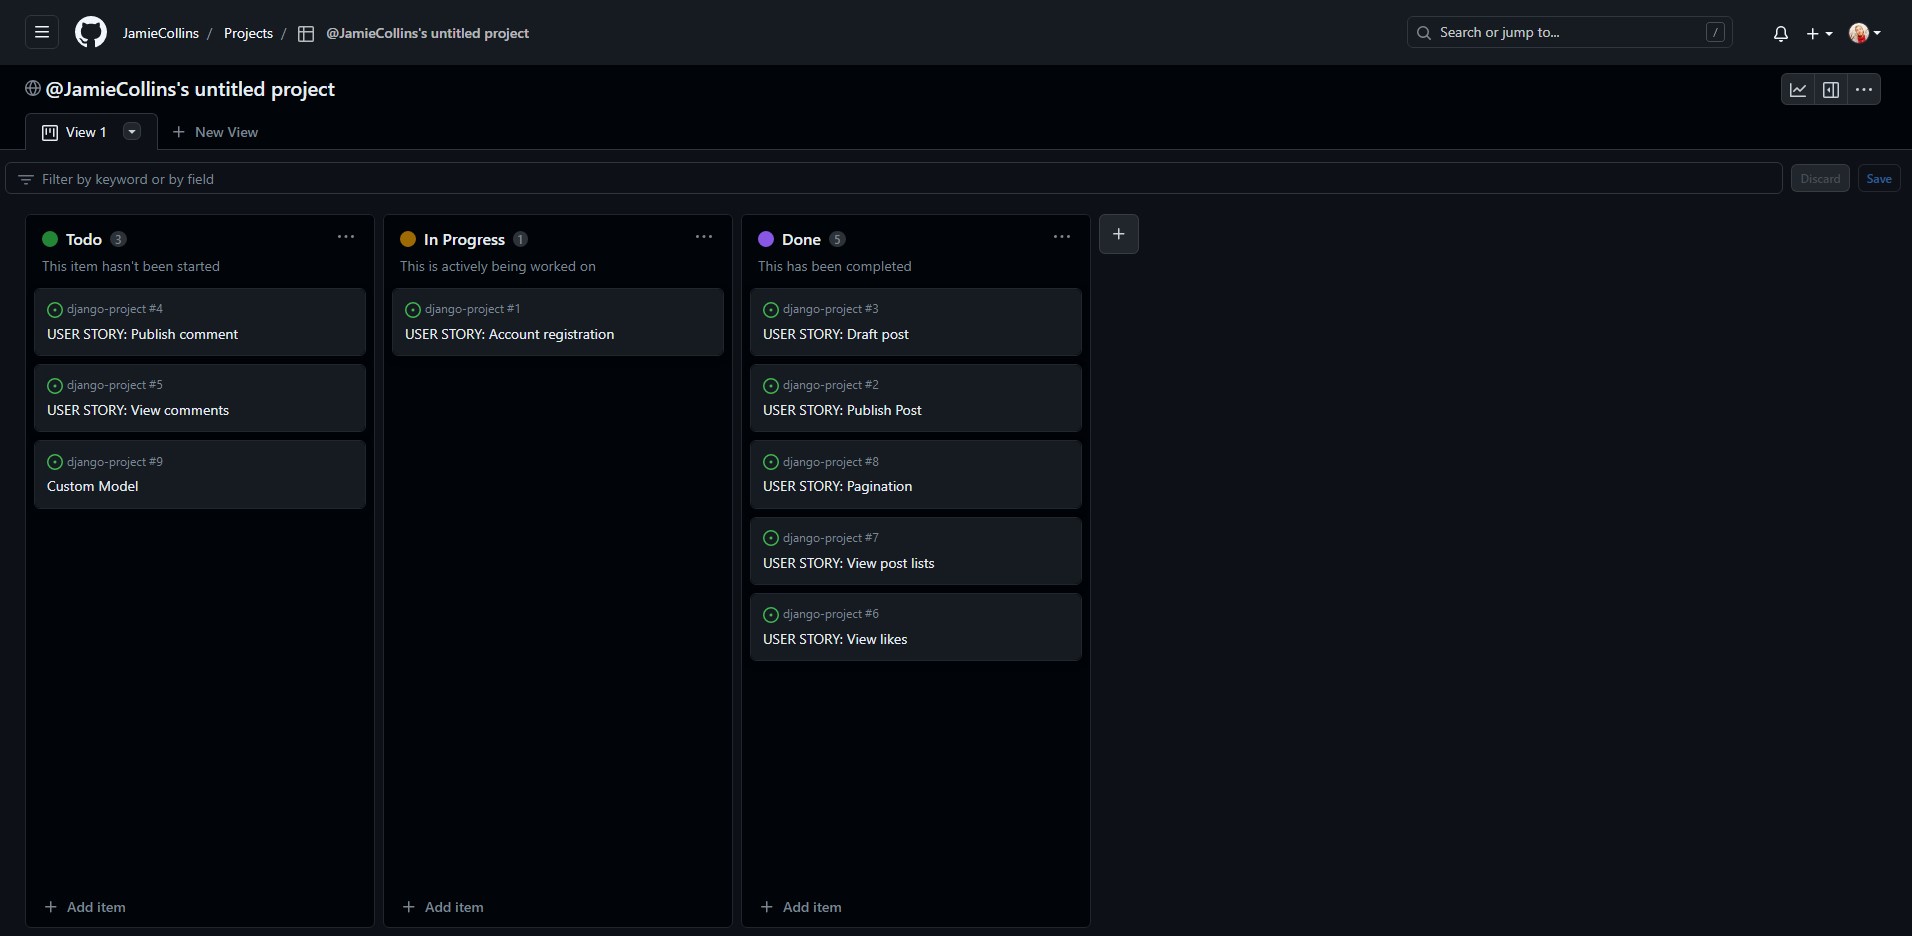 JamieCollins / Projects / @JamieCollins's untitled project
Search or jump to... /
@JamieCollins's untitled project
View 1
New View
Filter by keyword or by field
Discard Save
Todo 3
This item hasn't been started
django-project #4
USER STORY: Publish comment
django-project #5
USER STORY: View comments
django-project #9
Custom Model
Add item
In Progress 1
This is actively being worked on
django-project #1
USER STORY: Account registration
Add item
Done 5
This has been completed
django-project #3
USER STORY: Draft post
django-project #2
USER STORY: Publish Post
django-project #8
USER STORY: Pagination
django-project #7
USER STORY: View post lists
django-project #6
USER STORY: View likes
Add item